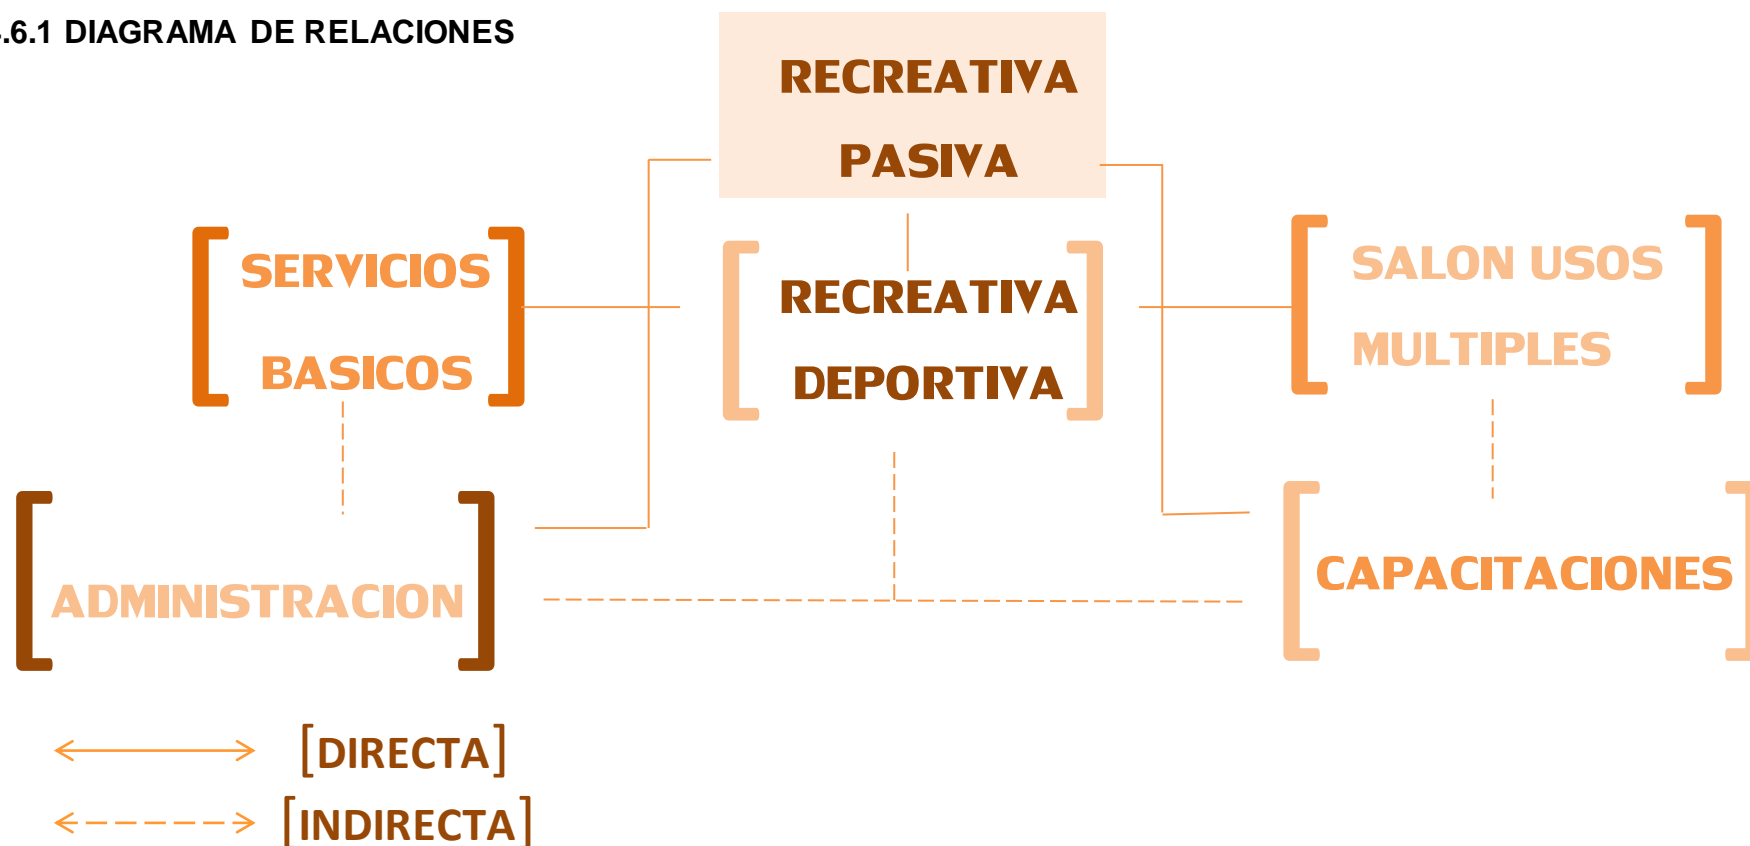 .6.1 DIAGRAMA DE RELACIONES
RECREATIVA
PASIVA
SERVICIOS
BASICOS
RECREATIVA
DEPORTIVA
SALON USOS
MULTIPLES
ADMINISTRACION
CAPACITACIONES
[DIRECTA]
[INDIRECTA]